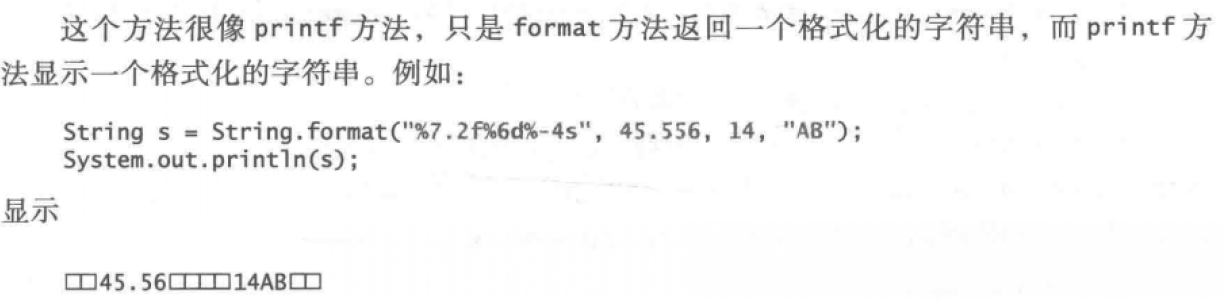 这个方法很像 printf 方法，只是 format 方法返回一个格式化的字符串，而 printf 方
法显示一个格式化的字符串。例如：
String s = String.format("%7.2f%6d%-4s", 45.556, 14, "AB");
System.out.println(s);
显示
□□45.56□□□□14AB□□